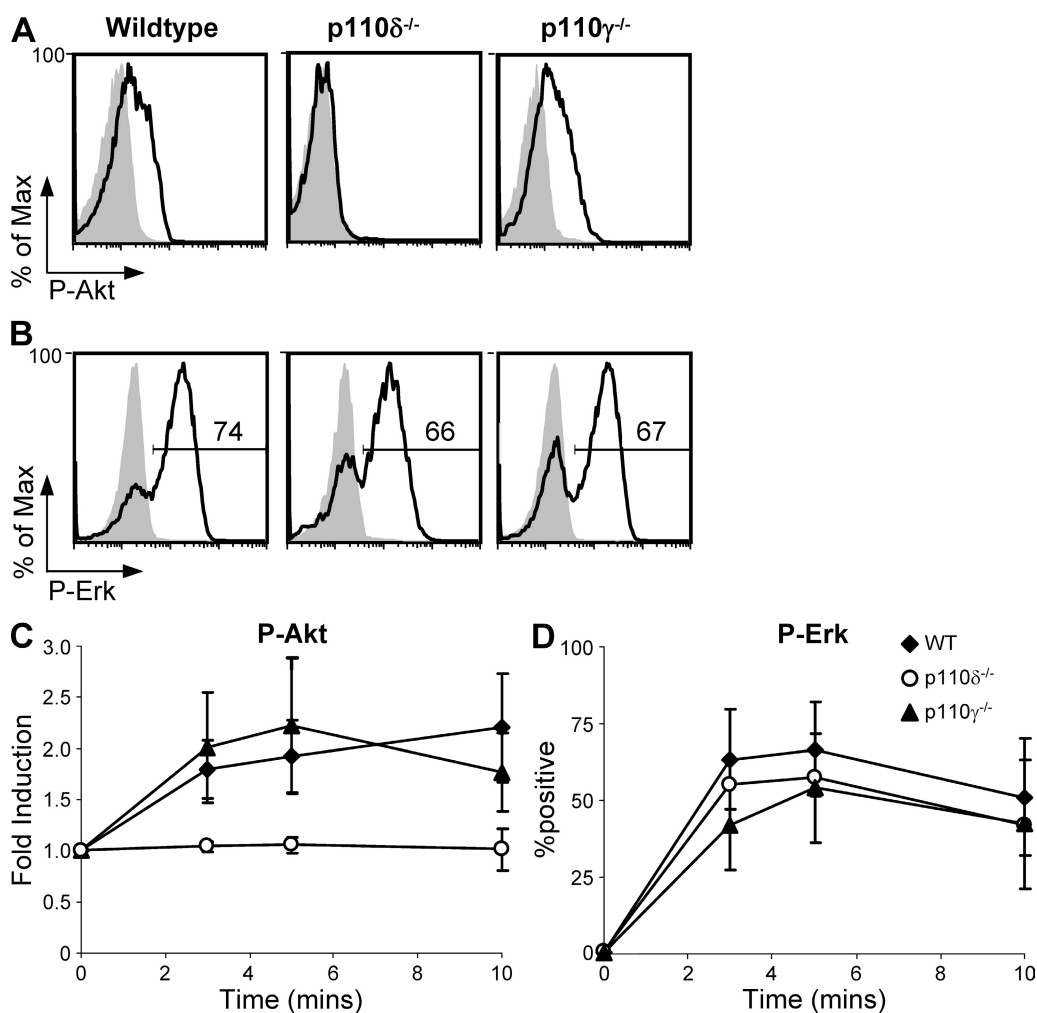 A
Wildtype
p110δ-/-
p110γ-/-
100
% of Max
P-Akt
B
100
74
66
67
% of Max
P-Erk
C
P-Akt
3.0
2.5
2.0
1.5
1.0
0.5
0
Fold Induction
0 2 4 6 8 10
Time (mins)
D
P-Erk
100
75
50
25
0
%positive
0 2 4 6 8 10
Time (mins)
WT
p110δ-/-
p110γ-/-